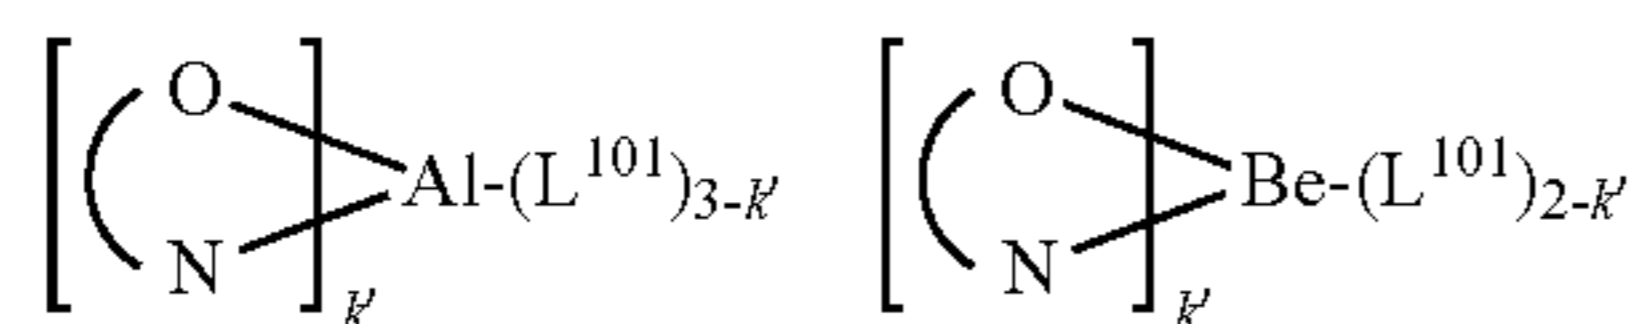 O O
Al-(L¹⁰¹)₃₋ₖ′ Be-(L¹⁰¹)₂₋ₖ′
N N
k′ k′